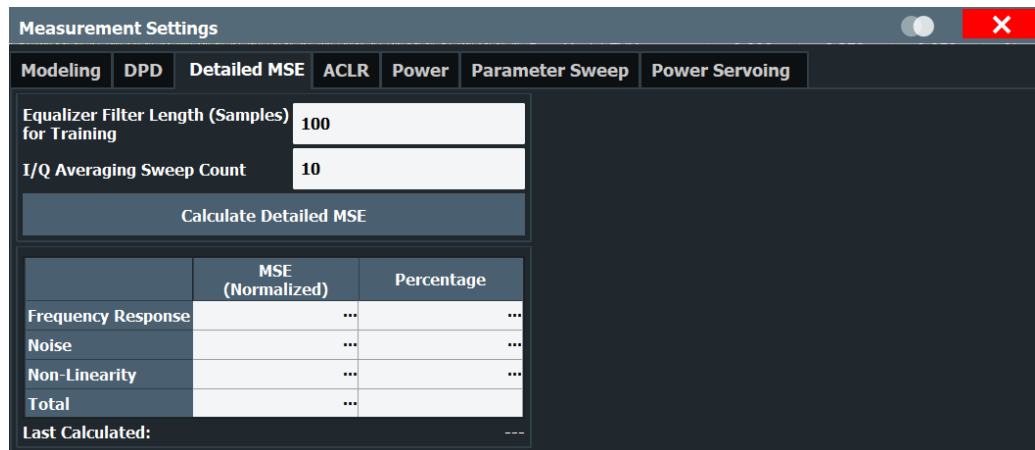 Measurement Settings
Modeling DPD Detailed MSE ACLR Power Parameter Sweep Power Servoing
Equalizer Filter Length (Samples)
for Training
100
I/Q Averaging Sweep Count 10
Calculate Detailed MSE
MSE
(Normalized)
Percentage
Frequency Response ... ...
Noise ... ...
Non-Linearity ... ...
Total ...
Last Calculated: ---